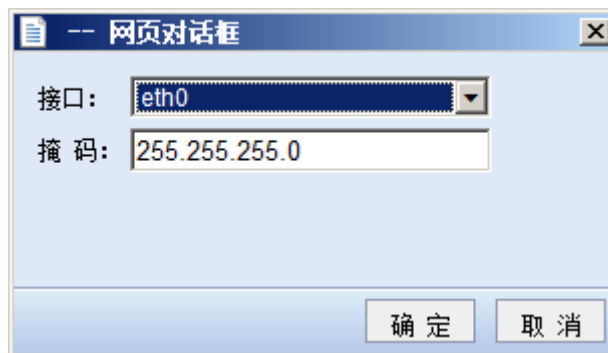 -- 网页对话框
接口: eth0
掩 码: 255.255.255.0
确 定 取 消